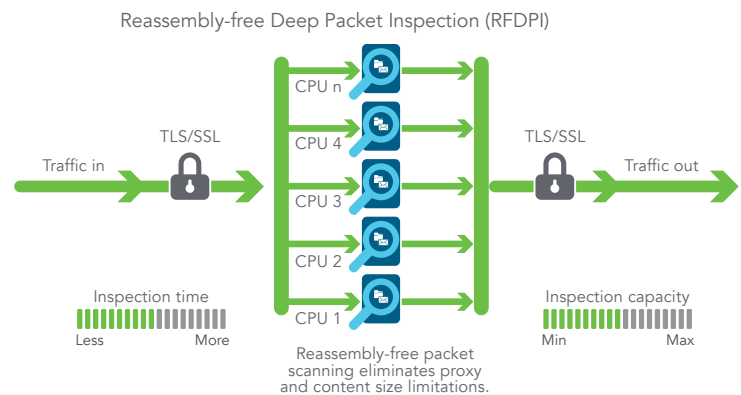 Reassembly-free Deep Packet Inspection (RFDPI)
CPU n
TLS/SSL
CPU 4
TLS/SSL
Traffic in
Traffic out
CPU 3
CPU 2
Inspection time
Less More
CPU 1
Inspection capacity
Min Max
Reassembly-free packet
scanning eliminates proxy
and content size limitations.